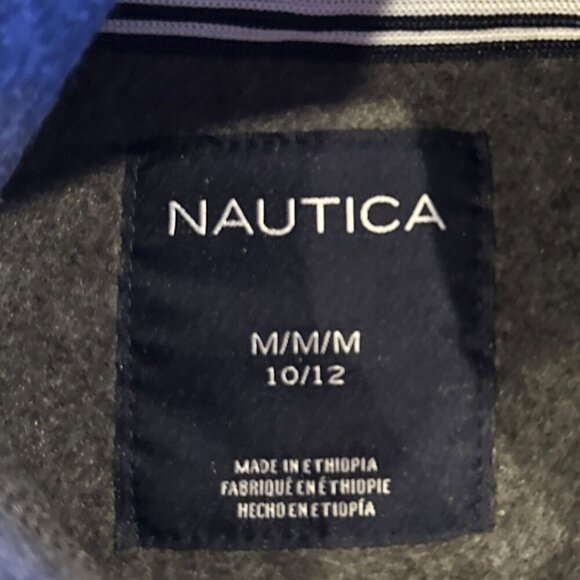 NAUTICA
M/M/M
10/12
MADE IN ETHIOPIA
FABRIQUÉ EN ÉTHIOPIE
HECHO EN ETIOPÍA